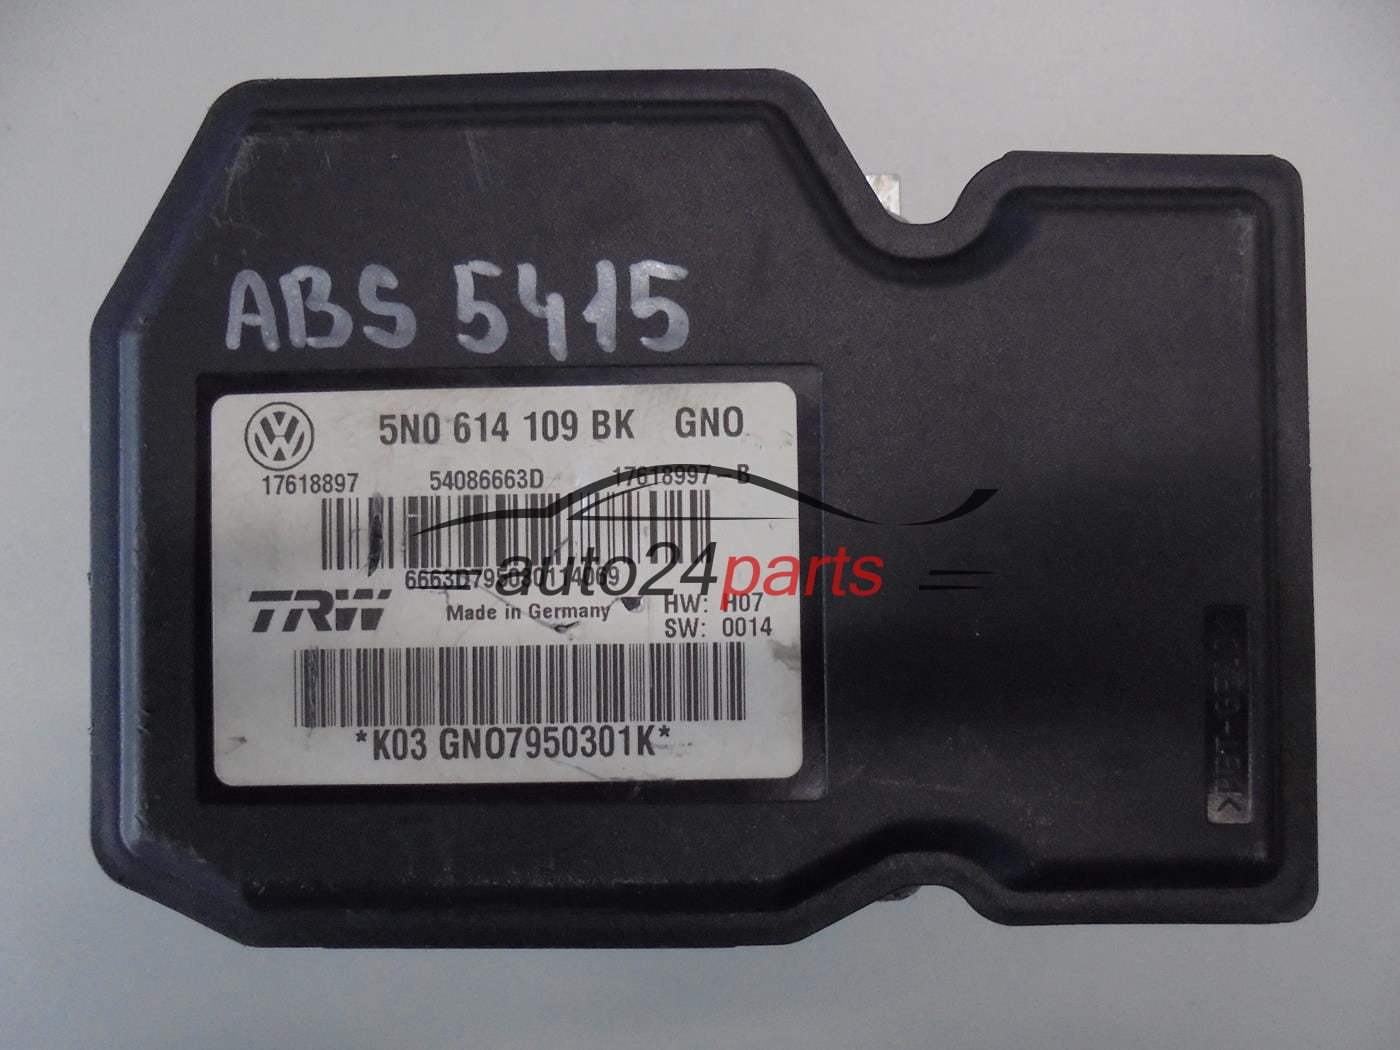 ABS 5415
5N0 614 109 BK GNO
17618897 54086663D 17618997-B
auto24parts
6663D795030114069
TRW Made in Germany HW: H07
SW: 0014
*K03 GNO7950301K*